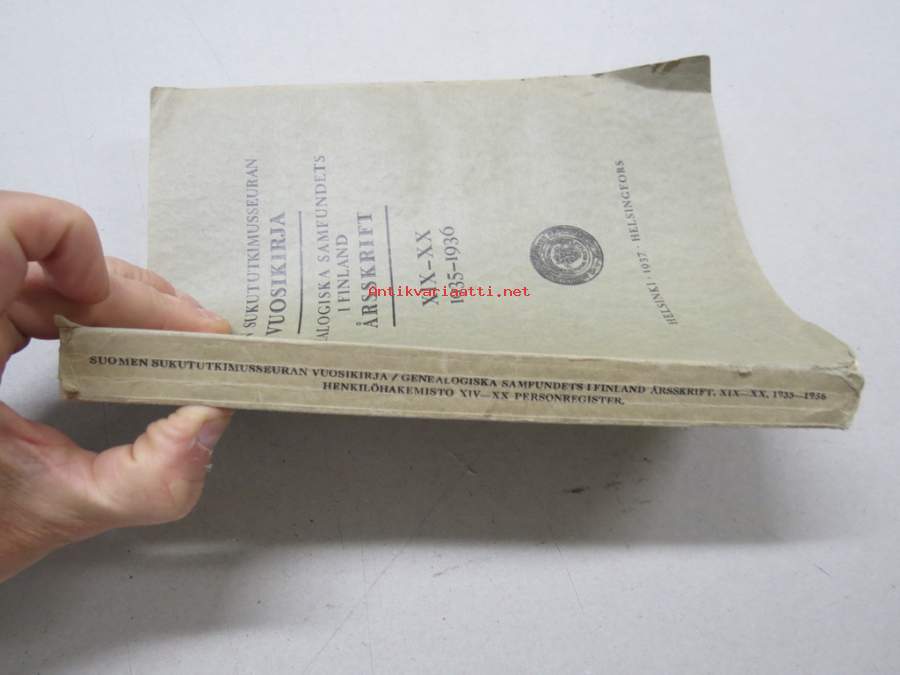 SUKUTUTKIMUSSEURAN
VUOSIKIRJA
ALOGISKA SAMFUNDETS
I FINLAND
ÅRSSKRIFT
XIX–XX
1935–1936
HELSINKI · 1937 · HELSINGFORS
Antikvariaatti.net
SUOMEN SUKUTUTKIMUSSEURAN VUOSIKIRJA / GENEALOGISKA SAMFUNDETS I FINLAND ÅRSSKRIFT, XIX—XX, 1935—1936
HENKILÖHAKEMISTO XIV—XX PERSONREGISTER.